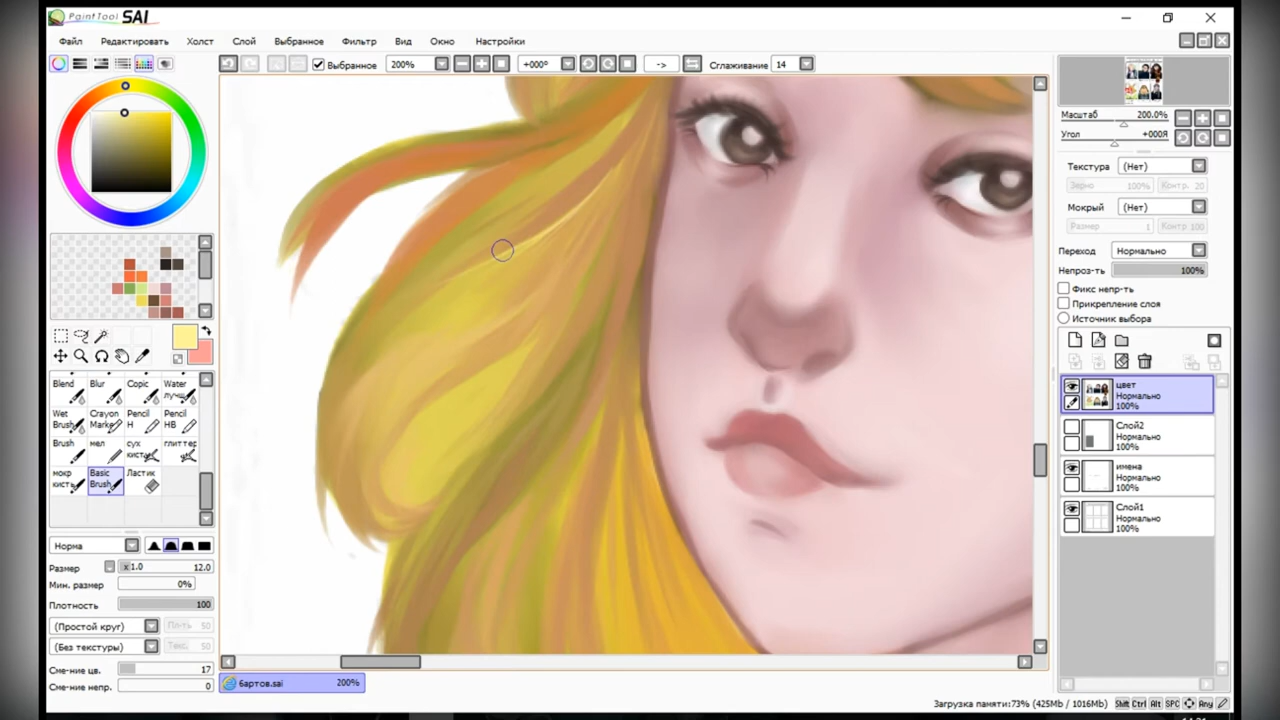 PaintTool SAI
Файл Редактировать Холст Слой Выбранное Фильтр Вид Окно Настройки
Выбранное 200% +000° -> Сглаживание 14
Масштаб 200.0%
Угол +000Я
Текстура (Нет)
Зерно 100% Контр. 20
Мокрый (Нет)
Размер 1 Контр 100
Переход Нормально
Непроз-ть 100%
Фикс непр-ть
Прикрепление слоя
Источник выбора
цвет
Нормально
100%
Слой2
Нормально
100%
имена
Нормально
100%
Слой1
Нормально
100%
Blend Blur Copic Water
лучш
Wet Crayon Pencil Pencil
Brush Marke H HB
Brush мел сух глиттер
кисть
мокр Basic Ластик
кисть Brush
Норма
Размер x1.0 12.0
Мин. размер 0%
Плотность 100
(Простой круг) Пл-ть 50
(Без текстуры) Текс. 50
Сме-ние цв. 17
Сме-ние непр. 0
6артов.sai 200%
Загрузка памяти:73% (425Mb / 1016Mb) Shift Ctrl Alt SPC Any